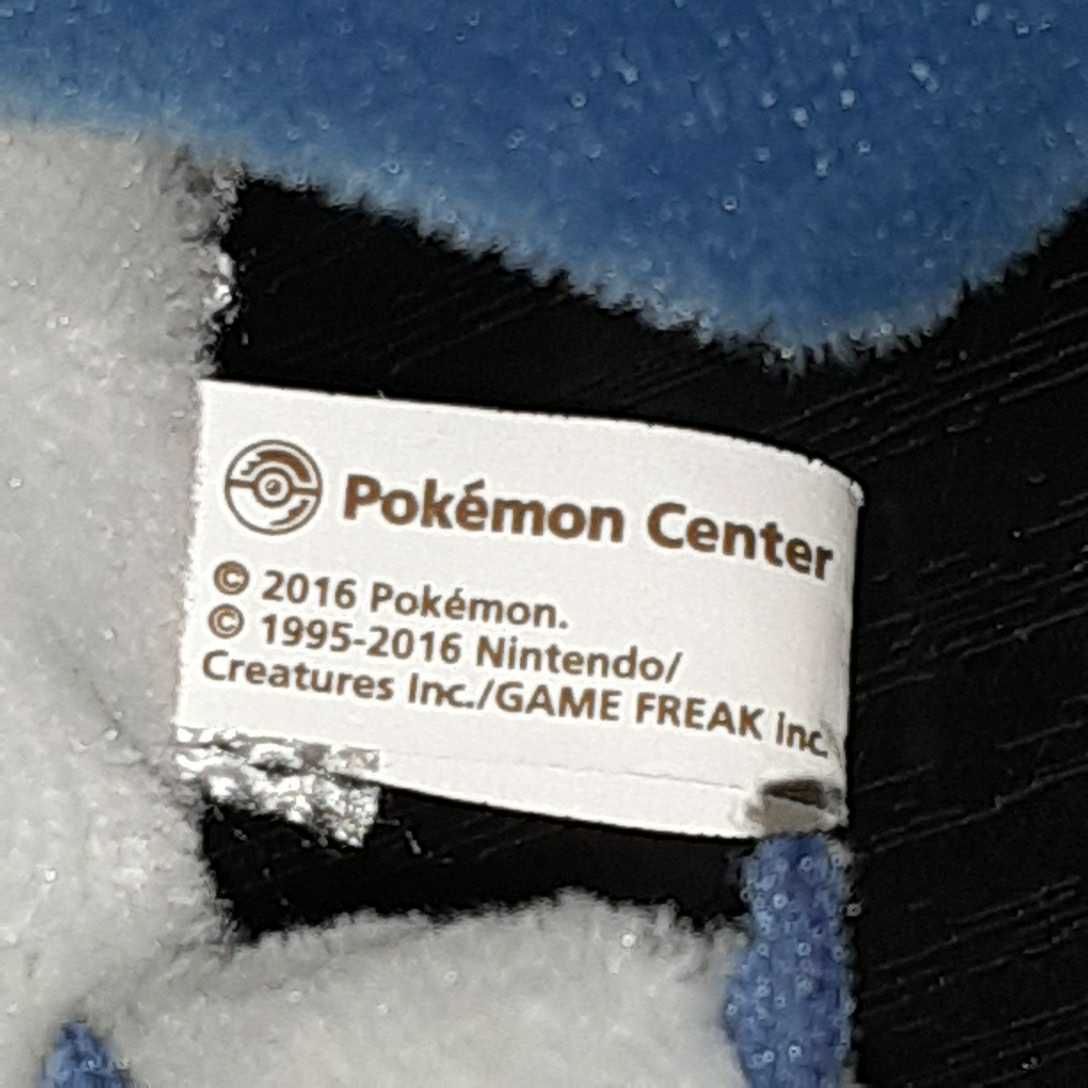 Pokémon Center
© 2016 Pokémon.
© 1995-2016 Nintendo/
Creatures Inc./GAME FREAK inc.